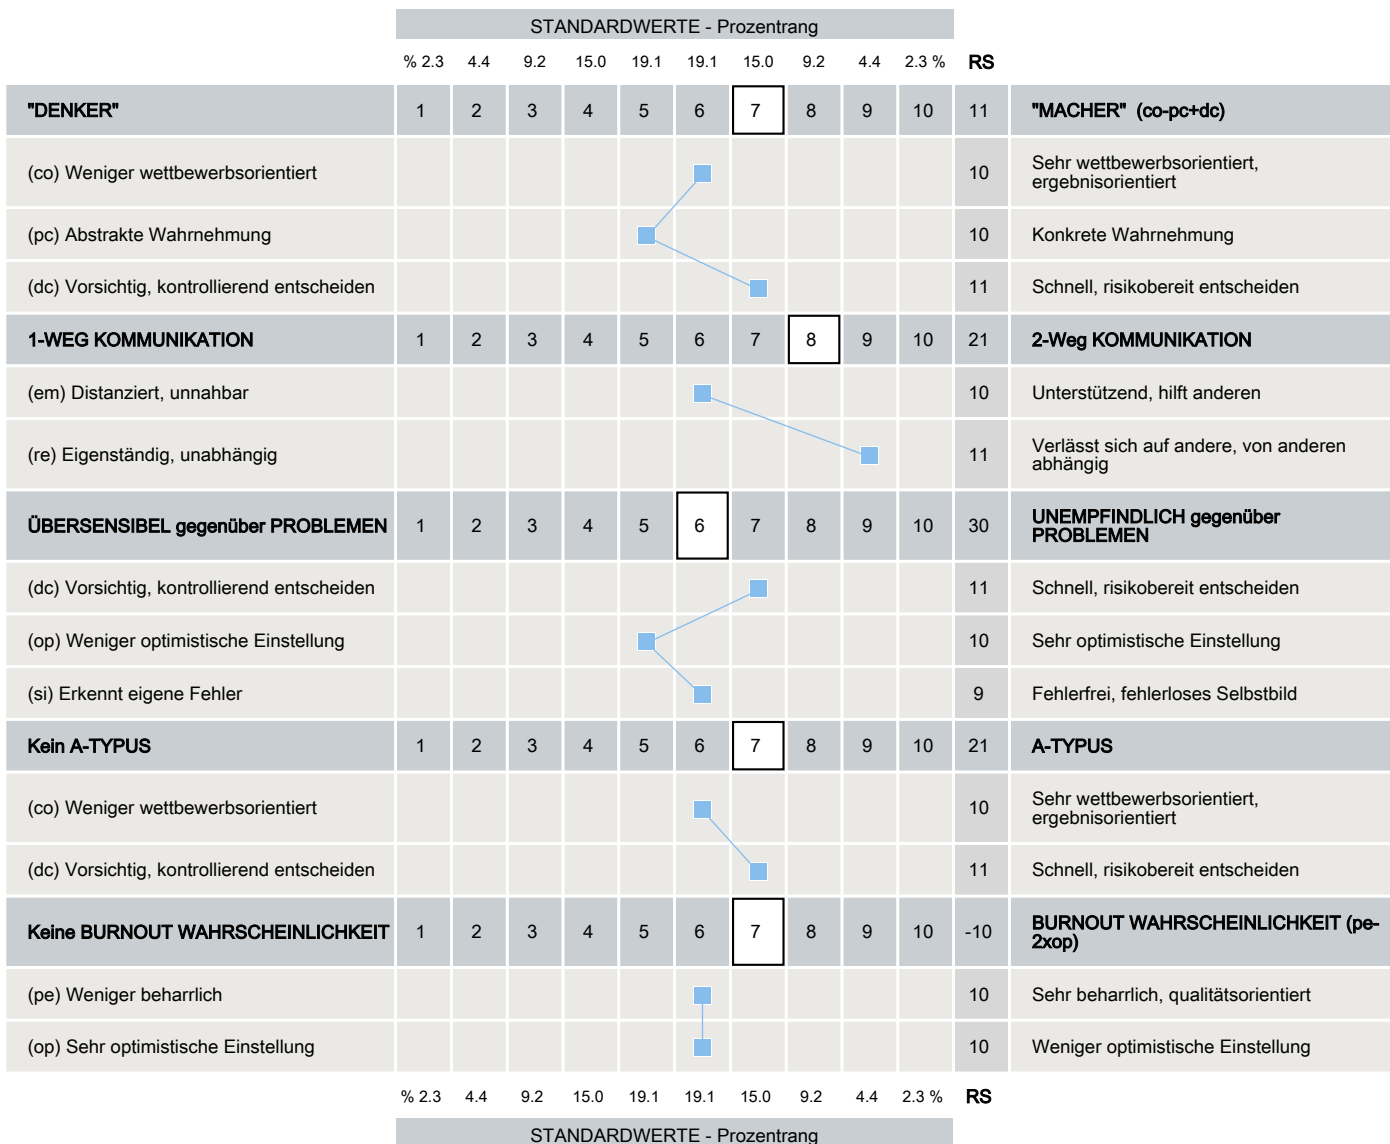 STANDARDWERTE - Prozentrang
% 2.3 4.4 9.2 15.0 19.1 19.1 15.0 9.2 4.4 2.3 % RS
"DENKER" 1 2 3 4 5 6 7 8 9 10 11 "MACHER" (co-pc+dc)
(co) Weniger wettbewerbsorientiert 10 Sehr wettbewerbsorientiert,
ergebnisorientiert
(pc) Abstrakte Wahrnehmung 10 Konkrete Wahrnehmung
(dc) Vorsichtig, kontrollierend entscheiden 11 Schnell, risikobereit entscheiden
1-WEG KOMMUNIKATION 1 2 3 4 5 6 7 8 9 10 21 2-Weg KOMMUNIKATION
(em) Distanziert, unnahbar 10 Unterstützend, hilft anderen
(re) Eigenständig, unabhängig 11 Verlässt sich auf andere, von anderen
abhängig
ÜBERSENSIBEL gegenüber PROBLEMEN 1 2 3 4 5 6 7 8 9 10 30 UNEMPFINDLICH gegenüber
PROBLEMEN
(dc) Vorsichtig, kontrollierend entscheiden 11 Schnell, risikobereit entscheiden
(op) Weniger optimistische Einstellung 10 Sehr optimistische Einstellung
(si) Erkennt eigene Fehler 9 Fehlerfrei, fehlerloses Selbstbild
Kein A-TYPUS 1 2 3 4 5 6 7 8 9 10 21 A-TYPUS
(co) Weniger wettbewerbsorientiert 10 Sehr wettbewerbsorientiert,
ergebnisorientiert
(dc) Vorsichtig, kontrollierend entscheiden 11 Schnell, risikobereit entscheiden
Keine BURNOUT WAHRSCHEINLICHKEIT 1 2 3 4 5 6 7 8 9 10 -10 BURNOUT WAHRSCHEINLICHKEIT (pe-
2xop)
(pe) Weniger beharrlich 10 Sehr beharrlich, qualitätsorientiert
(op) Sehr optimistische Einstellung 10 Weniger optimistische Einstellung
% 2.3 4.4 9.2 15.0 19.1 19.1 15.0 9.2 4.4 2.3 % RS
STANDARDWERTE - Prozentrang